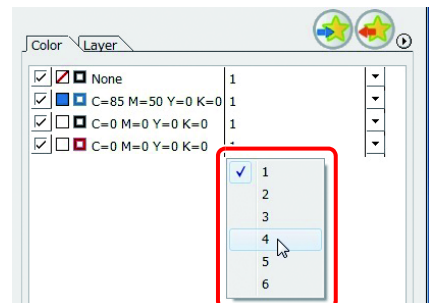 Color Layer
None 1
C=85 M=50 Y=0 K=0 1
C=0 M=0 Y=0 K=0 1
C=0 M=0 Y=0 K=0
1
2
3
4
5
6